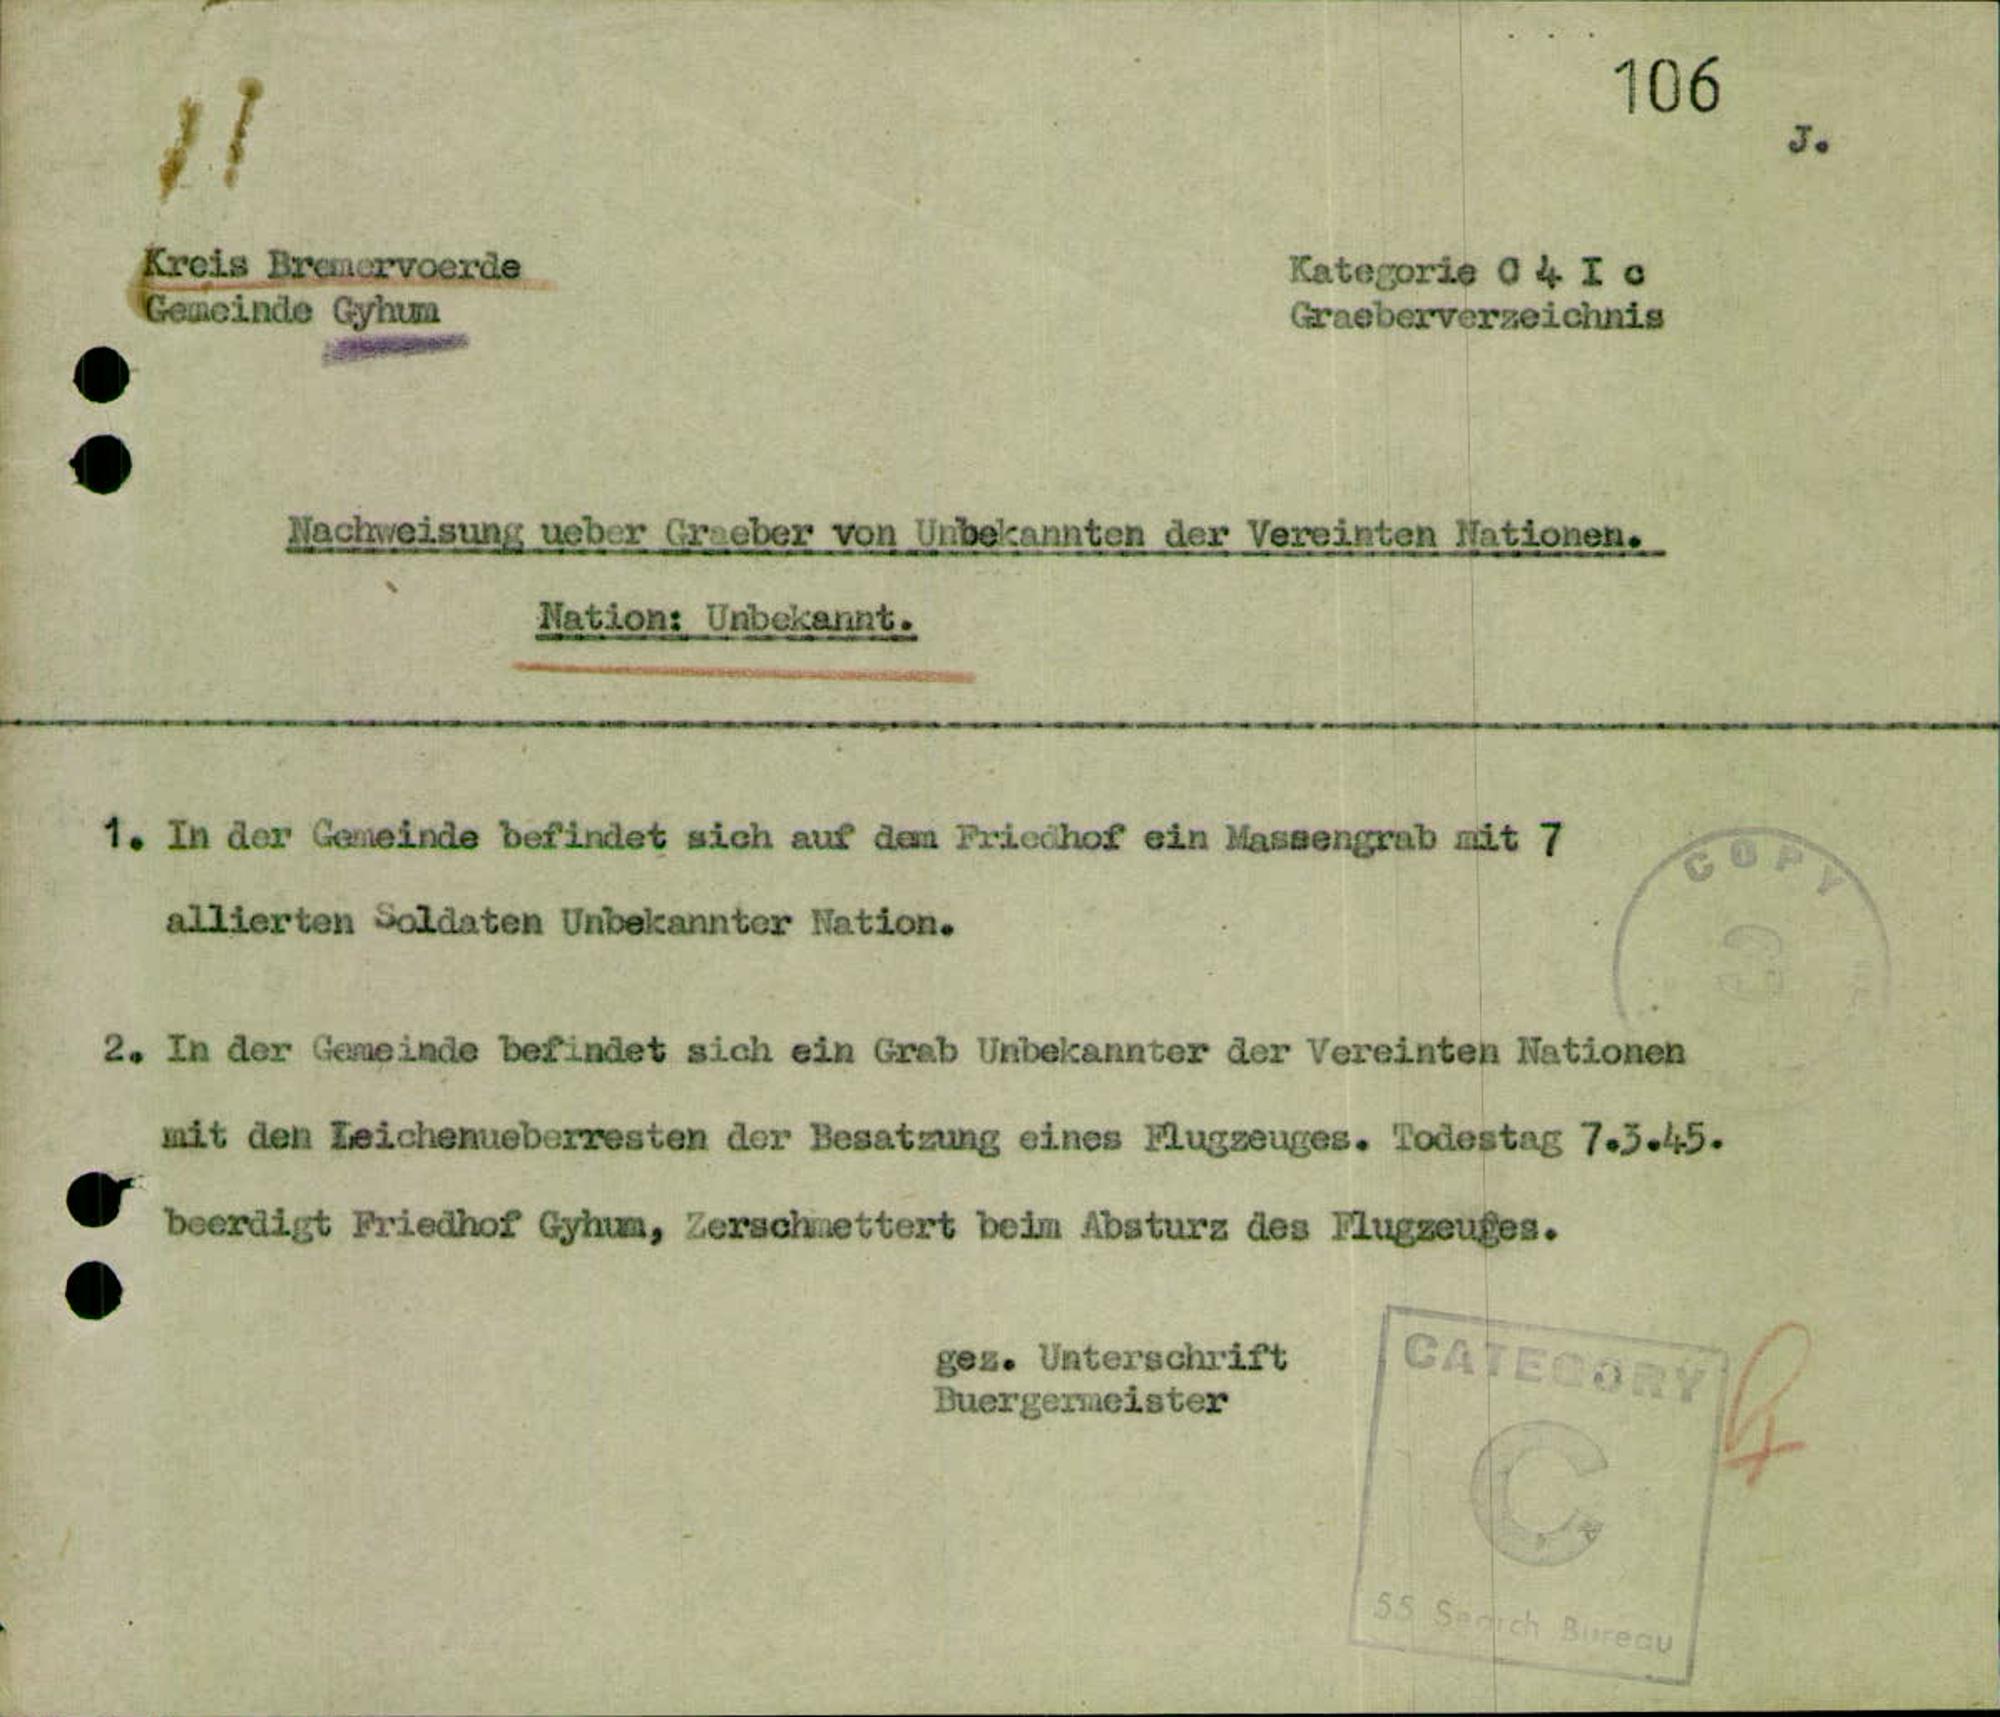 106
J.
Kreis Bremervoerde
Gemeinde Gyhum
Kategorie C 4 I c
Graeberverzeichnis
Nachweisung ueber Graeber von Unbekannten der Vereinten Nationen.
Nation: Unbekannt.
1. In der Gemeinde befindet sich auf dem Friedhof ein Massengrab mit 7
allierten Soldaten Unbekannter Nation.
COPY
C
2. In der Gemeinde befindet sich ein Grab Unbekannter der Vereinten Nationen
mit den Leichenueberresten der Besatzung eines Flugzeuges. Todestag 7.3.45.
beerdigt Friedhof Gyhum, Zerschmettert beim Absturz des Flugzeuges.
gez. Unterschrift
Buergermeister
CATEGORY
C
55 Search Bureau